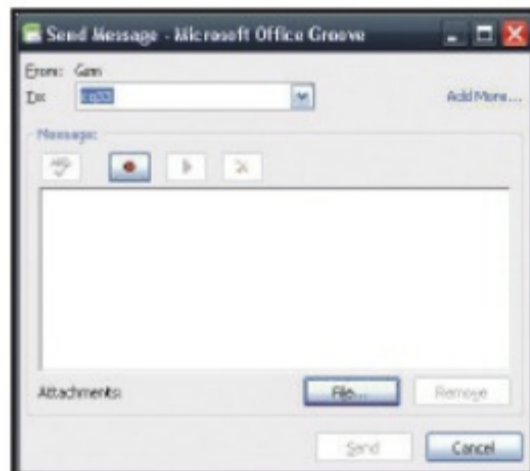 Send Message - Microsoft Office Groove
From: Gam
To:
Add More...
Message:
Attachments:
File...
Remove
Send
Cancel